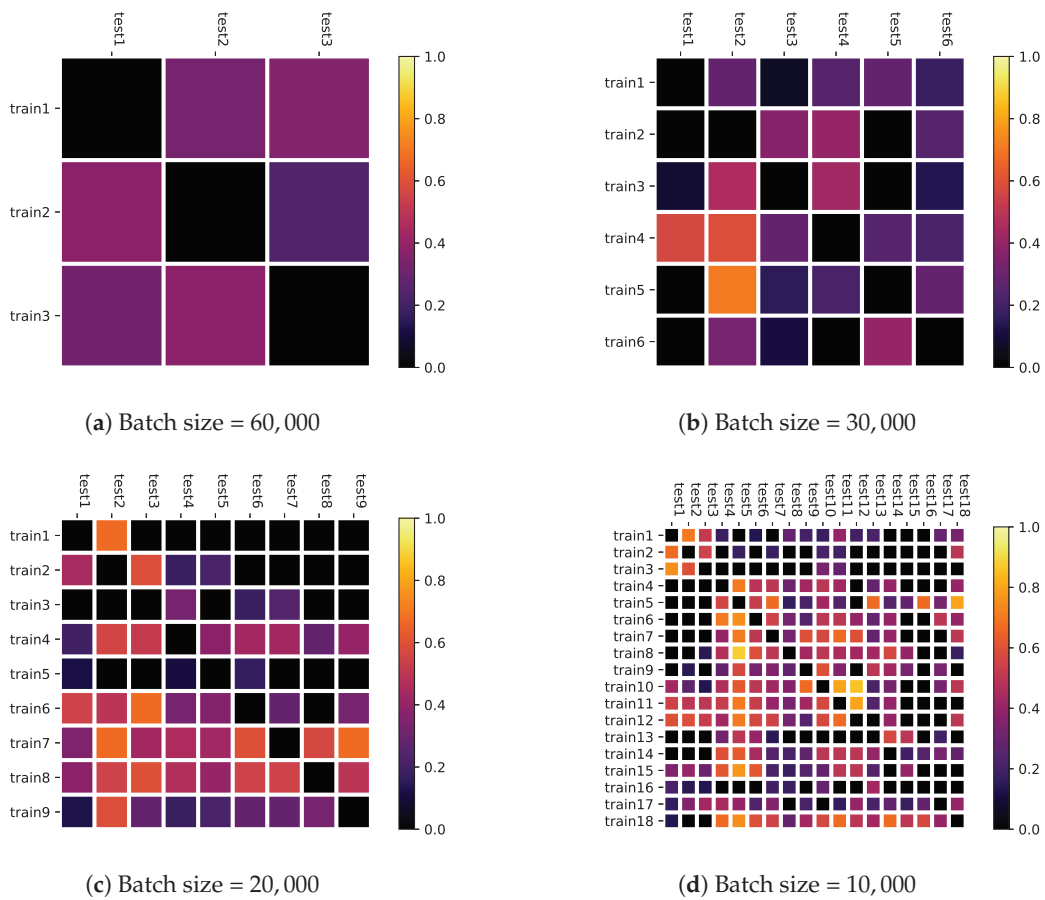 test1 test2 test3
train1
train2
train3
1.0
0.8
0.6
0.4
0.2
0.0
(a) Batch size = 60,000
test1 test2 test3 test4 test5 test6
train1
train2
train3
train4
train5
train6
1.0
0.8
0.6
0.4
0.2
0.0
(b) Batch size = 30,000
test1 test2 test3 test4 test5 test6 test7 test8 test9
train1
train2
train3
train4
train5
train6
train7
train8
train9
1.0
0.8
0.6
0.4
0.2
0.0
(c) Batch size = 20,000
test1 test2 test3 test4 test5 test6 test7 test8 test9 test10 test11 test12 test13 test14 test15 test16 test17 test18
train1
train2
train3
train4
train5
train6
train7
train8
train9
train10
train11
train12
train13
train14
train15
train16
train17
train18
1.0
0.8
0.6
0.4
0.2
0.0
(d) Batch size = 10,000